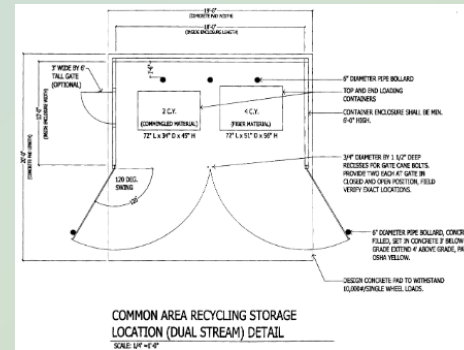 19'-0"
(CONCRETE PAD WIDTH)
18'-0"
(INSIDE ENCLOSURE LENGTH)
3' WIDE BY 6'
TALL GATE
(OPTIONAL)
20'-0"
(CONCRETE PAD LENGTH)
2 C.Y.
(COMMINGLED MATERIAL)
72" L x 34" D x 45" H
4 C.Y.
(FIBER MATERIAL)
72" L x 51" D x 56" H
120 DEG.
SWING
6" DIAMETER PIPE BOLLARD
TOP AND END LOADING
CONTAINERS
CONTAINER ENCLOSURE SHALL BE MIN.
6'-0" HIGH.
3/4" DIAMETER BY 1 1/2" DEEP
RECESSES FOR GATE CANE BOLTS.
PROVIDE TWO EACH AT GATE IN
CLOSED AND OPEN POSITION, FIELD
VERIFY EXACT LOCATIONS.
6" DIAMETER PIPE BOLLARD, CONCR
FILLED, SET IN CONCRETE 3' BELOW
GRADE EXTEND 4' ABOVE GRADE, PA
OSHA YELLOW.
DESIGN CONCRETE PAD TO WITHSTAND
10,000#/SINGLE WHEEL LOADS.
COMMON AREA RECYCLING STORAGE
LOCATION (DUAL STREAM) DETAIL
SCALE: 1/4" =1'-0"